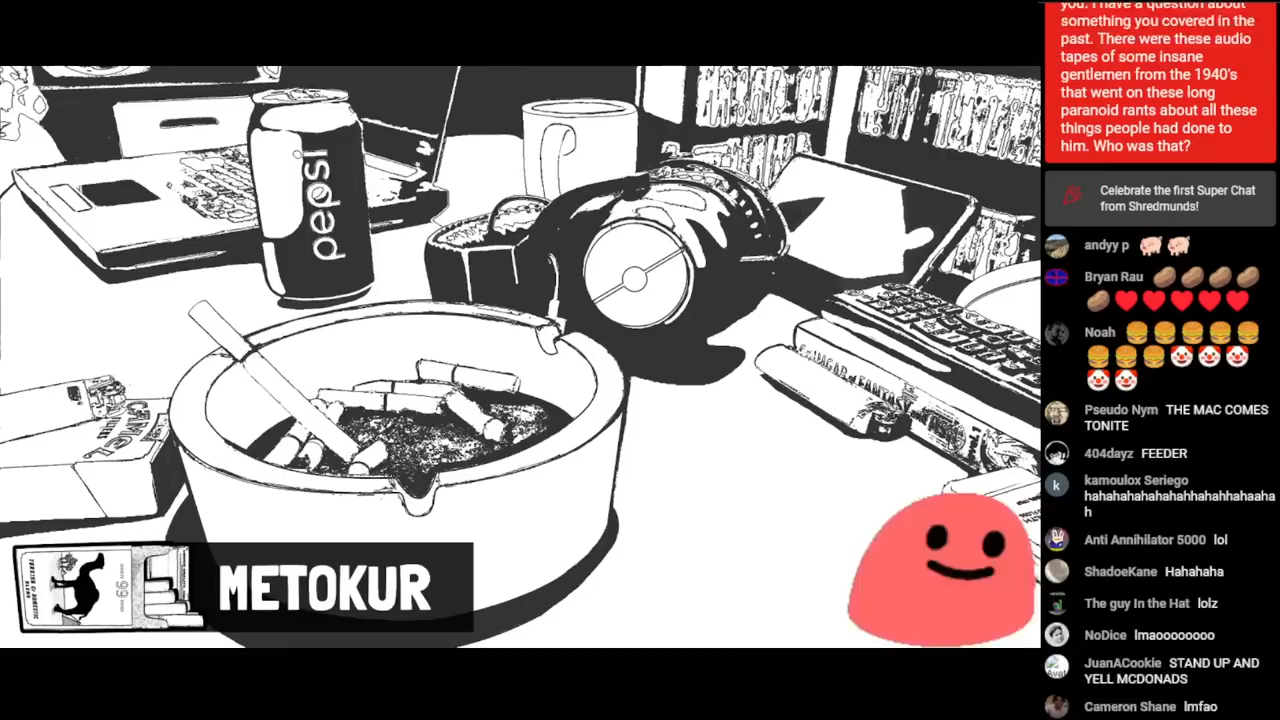 you. I have a question about
something you covered in the
past. There were these audio
tapes of some insane
gentlemen from the 1940's
that went on these long
paranoid rants about all these
things people had done to
him. Who was that?
Celebrate the first Super Chat
from Shredmunds!
andyy p 🐖 🐖
Bryan Rau 🥔 🥔 🥔 🥔
🥔 ♥️ ♥️ ♥️ ♥️ ♥️
Noah 🍔 🍔 🍔 🍔 🍔
🍔 🍔 🍔 🤡 🤡 🤡
🤡 🤡
Pseudo Nym THE MAC COMES
TONITE
404dayz FEEDER
kamoulox Seriego
hahahahahahahhahahhahaaha
h
Anti Annihilator 5000 lol
ShadoeKane Hahahaha
The guy In the Hat lolz
NoDice lmaoooooooo
JuanACookie STAND UP AND
YELL MCDONADS
Cameron Shane lmfao
pepsi
CAMEL
METOKUR